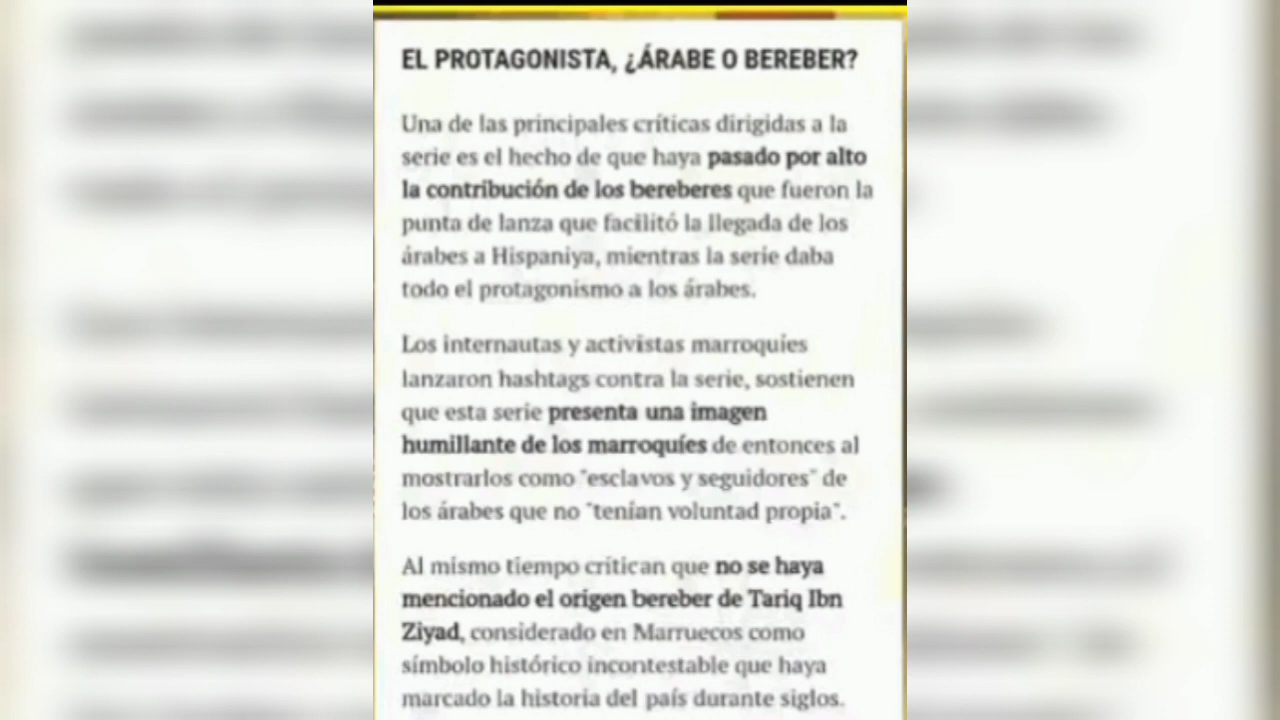 EL PROTAGONISTA, ¿ÁRABE O BEREBER?
Una de las principales críticas dirigidas a la
serie es el hecho de que haya pasado por alto
la contribución de los bereberes que fueron la
punta de lanza que facilitó la llegada de los
árabes a Hispaniya, mientras la serie daba
todo el protagonismo a los árabes.
Los internautas y activistas marroquíes
lanzaron hashtags contra la serie, sostienen
que esta serie presenta una imagen
humillante de los marroquíes de entonces al
mostrarlos como "esclavos y seguidores" de
los árabes que no "tenían voluntad propia".
Al mismo tiempo critican que no se haya
mencionado el origen bereber de Tariq Ibn
Ziyad, considerado en Marruecos como
símbolo histórico incontestable que haya
marcado la historia del país durante siglos.